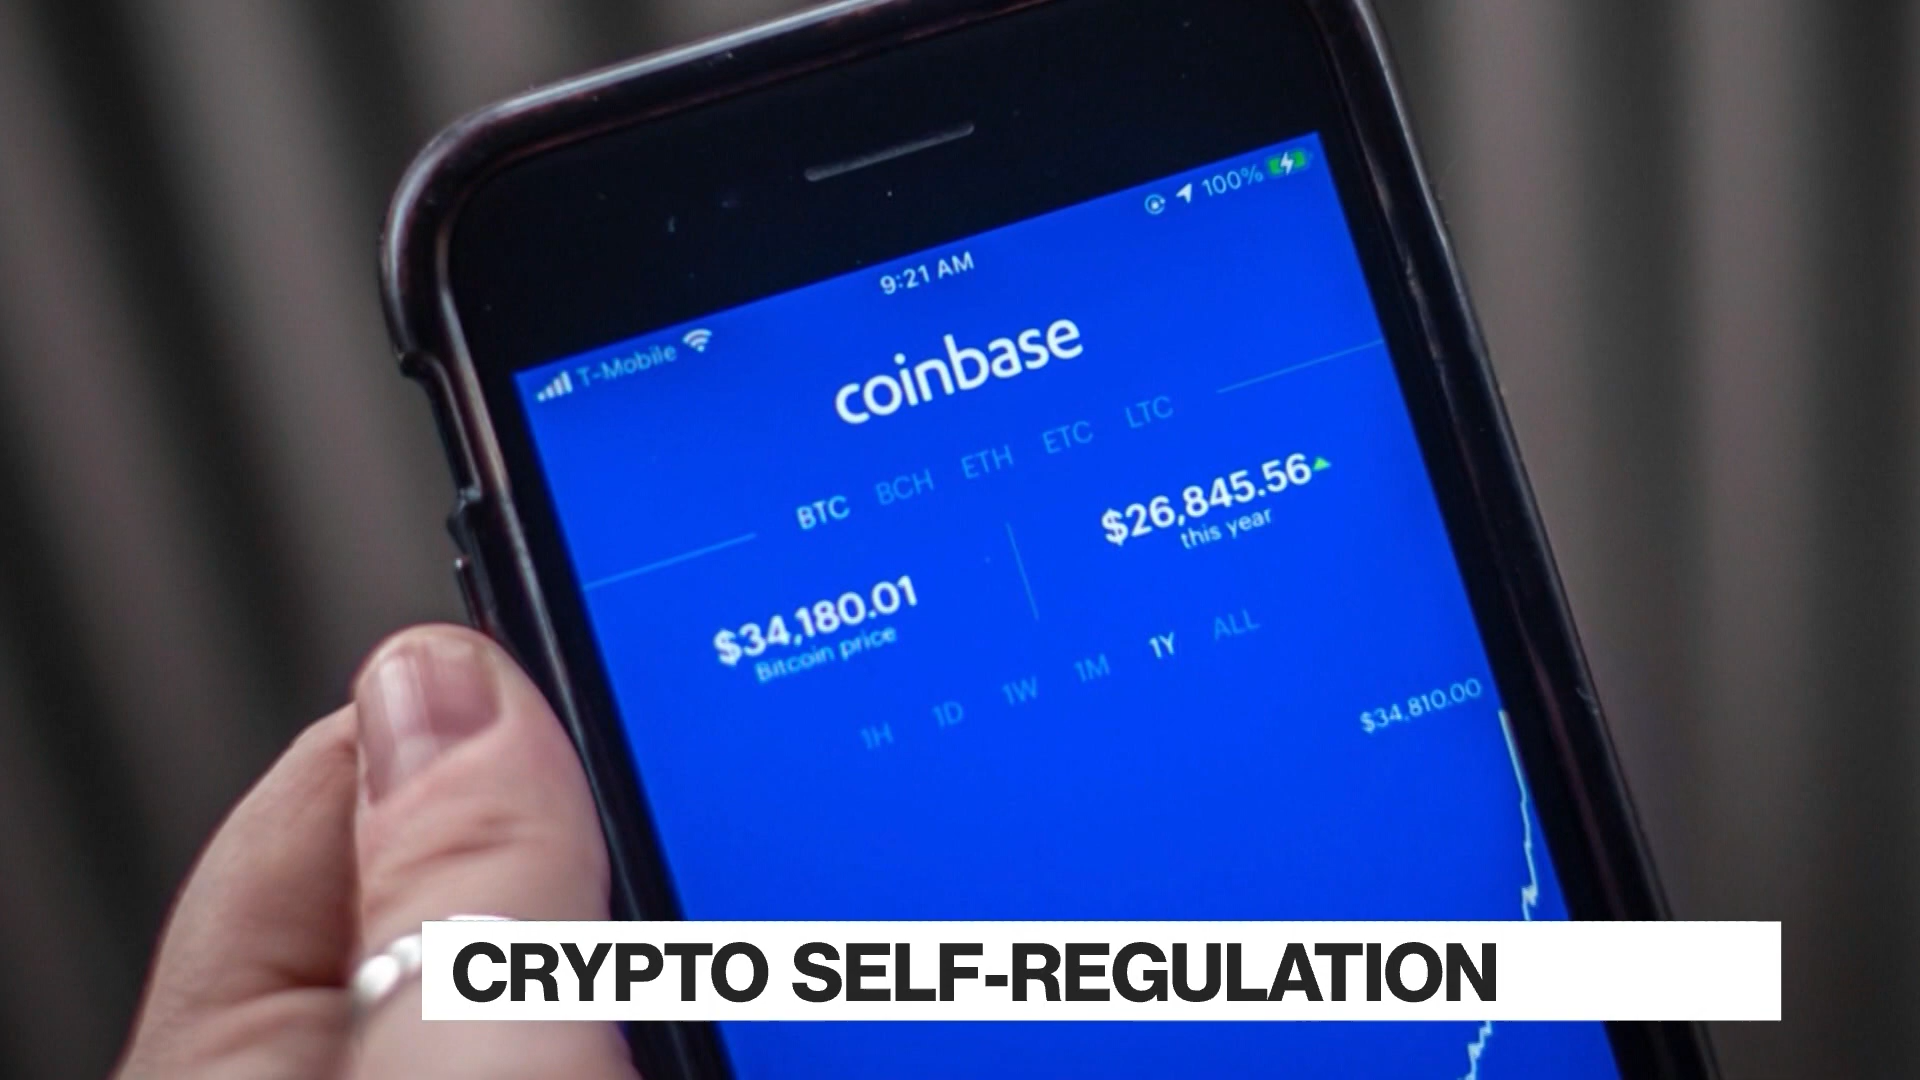 T-Mobile 9:21 AM 100%
coinbase
BTC BCH ETH ETC LTC
$34,180.01 $26,845.56
Bitcoin price this year
1H 1D 1W 1M 1Y ALL
$34,810.00
CRYPTO SELF-REGULATION